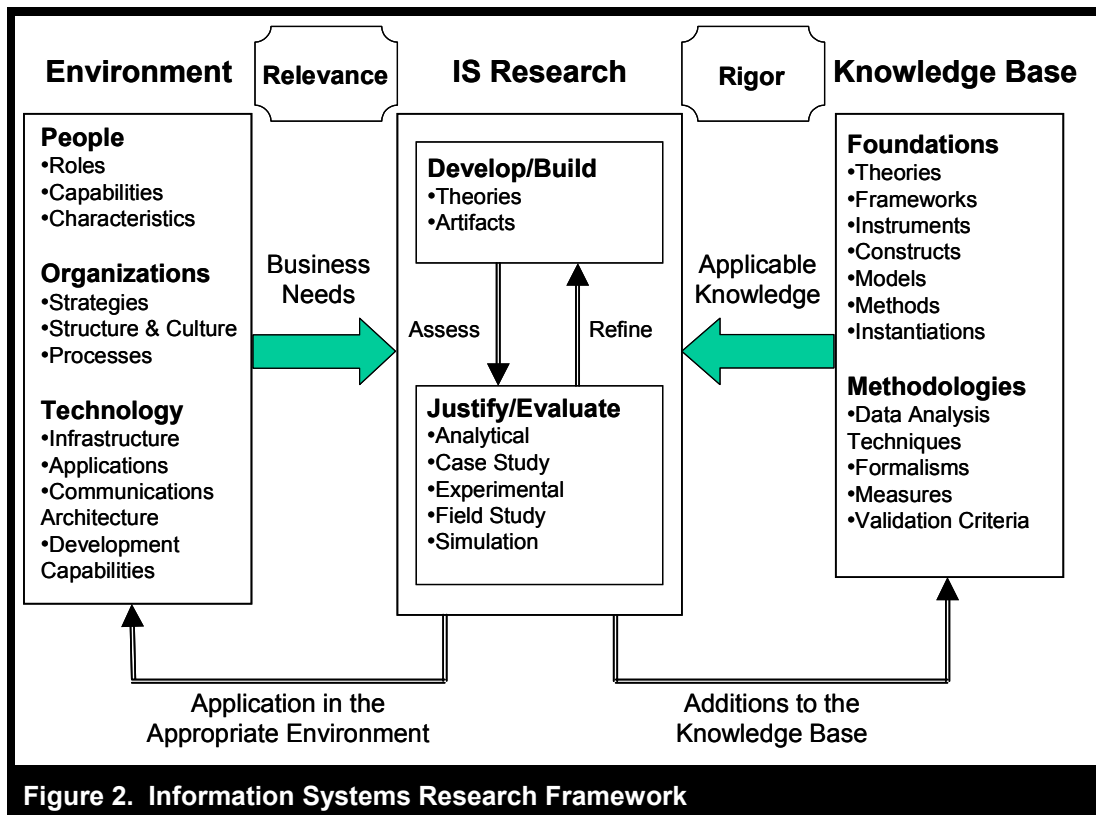 Environment
Relevance
IS Research
Rigor
Knowledge Base
People
•Roles
•Capabilities
•Characteristics
Organizations
•Strategies
•Structure & Culture
•Processes
Technology
•Infrastructure
•Applications
•Communications
Architecture
•Development
Capabilities
Business
Needs
Develop/Build
•Theories
•Artifacts
Assess
Refine
Justify/Evaluate
•Analytical
•Case Study
•Experimental
•Field Study
•Simulation
Applicable
Knowledge
Foundations
•Theories
•Frameworks
•Instruments
•Constructs
•Models
•Methods
•Instantiations
Methodologies
•Data Analysis
Techniques
•Formalisms
•Measures
•Validation Criteria
Application in the
Appropriate Environment
Additions to the
Knowledge Base
Figure 2. Information Systems Research Framework